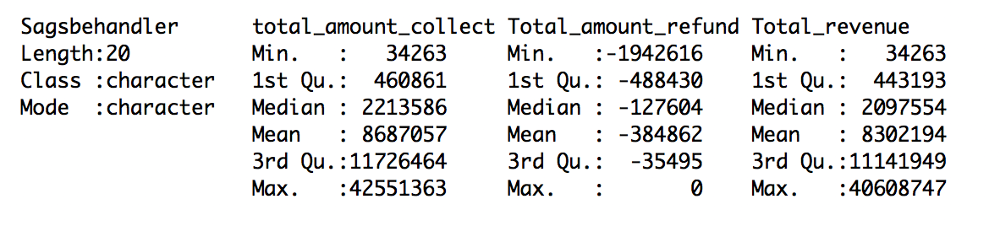 Sagsbehandler total_amount_collect Total_amount_refund Total_revenue
Length:20 Min. : 34263 Min. :-1942616 Min. : 34263
Class :character 1st Qu.: 460861 1st Qu.: -488430 1st Qu.: 443193
Mode :character Median : 2213586 Median : -127604 Median : 2097554
Mean : 8687057 Mean : -384862 Mean : 8302194
3rd Qu.:11726464 3rd Qu.: -35495 3rd Qu.:11141949
Max. :42551363 Max. : 0 Max. :40608747